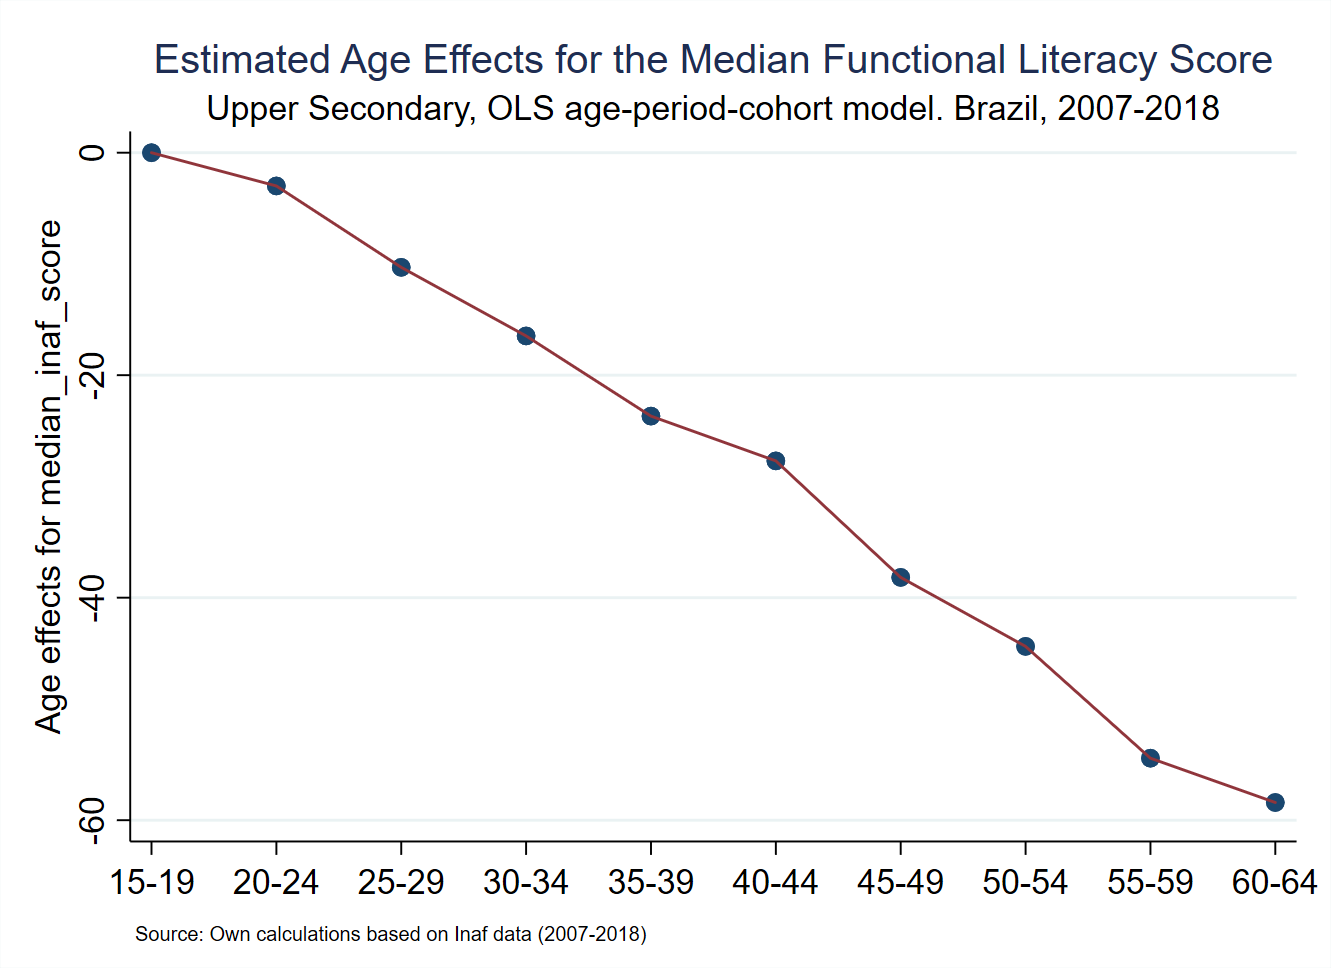 Estimated Age Effects for the Median Functional Literacy Score
Upper Secondary, OLS age-period-cohort model. Brazil, 2007-2018
Age effects for median_inaf_score
0
-20
-40
-60
15-19 20-24 25-29 30-34 35-39 40-44 45-49 50-54 55-59 60-64
Source: Own calculations based on Inaf data (2007-2018)